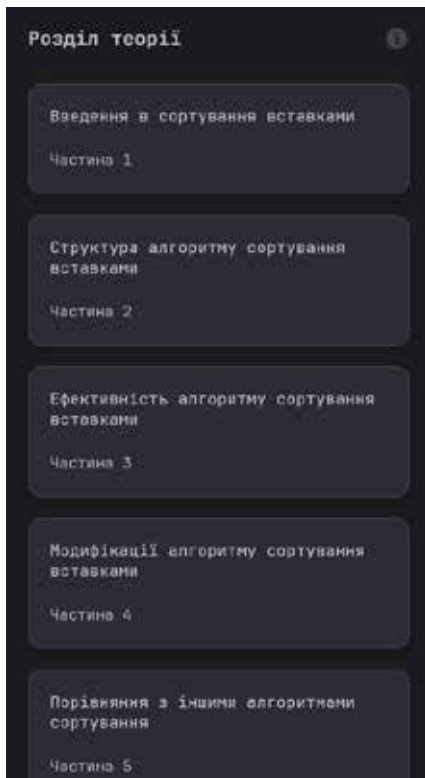 Розділ теорії
Введення в сортування вставками
Частина 1
Структура алгоритму сортування
вставками
Частина 2
Ефективність алгоритму сортування
вставками
Частина 3
Модифікації алгоритму сортування
вставками
Частина 4
Порівняння з іншими алгоритмами
сортування
Частина 5